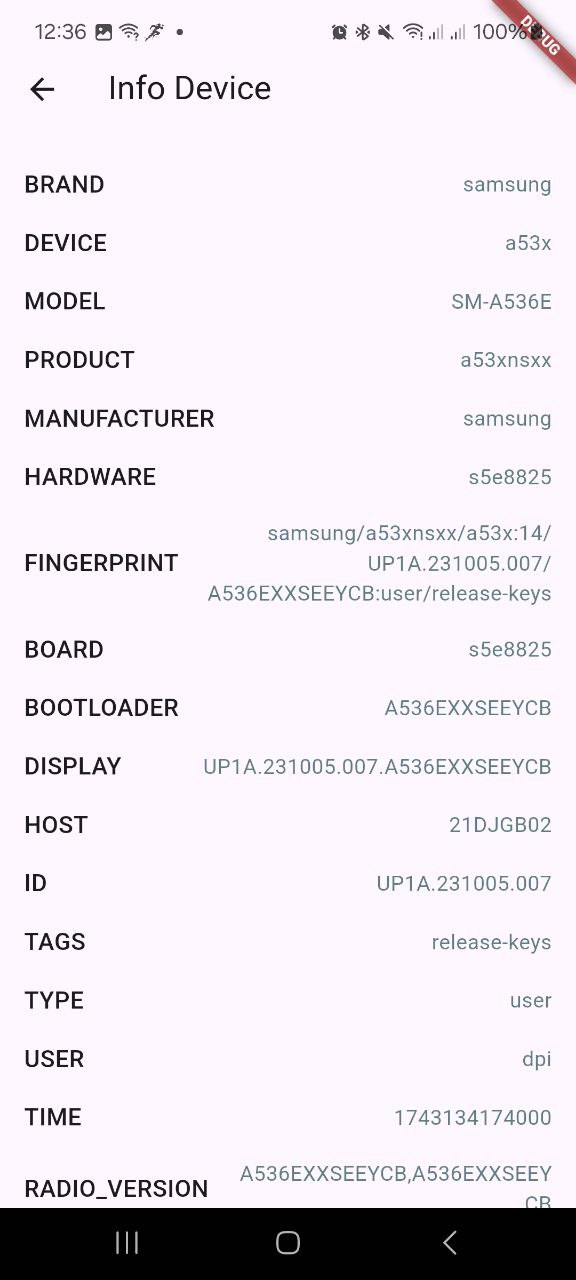 12:36
100%
DEBUG
Info Device
BRAND samsung
DEVICE a53x
MODEL SM-A536E
PRODUCT a53xnsxx
MANUFACTURER samsung
HARDWARE s5e8825
samsung/a53xnsxx/a53x:14/
FINGERPRINT UP1A.231005.007/
A536EXXSEEYCB:user/release-keys
BOARD s5e8825
BOOTLOADER A536EXXSEEYCB
DISPLAY UP1A.231005.007.A536EXXSEEYCB
HOST 21DJGB02
ID UP1A.231005.007
TAGS release-keys
TYPE user
USER dpi
TIME 1743134174000
RADIO_VERSION A536EXXSEEYCB,A536EXXSEEY
CB